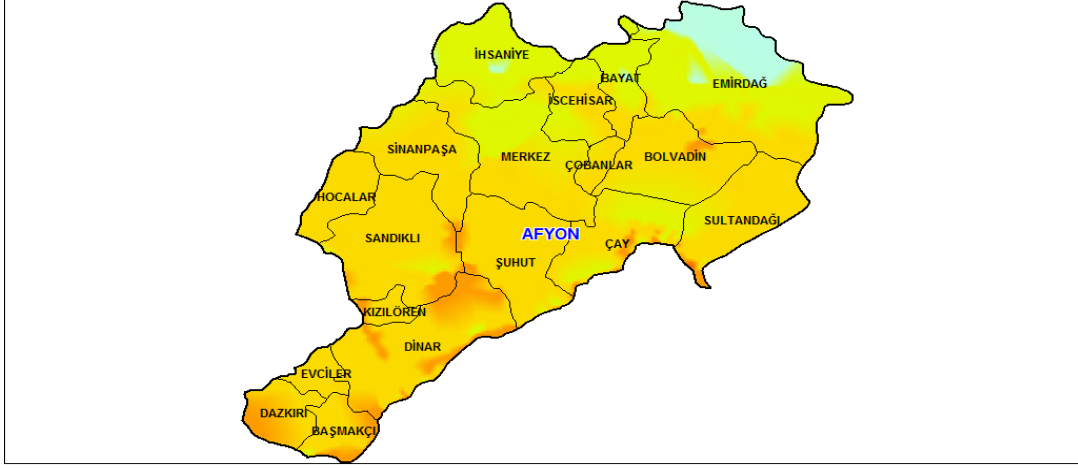 İHSANİYE
BAYAT
EMİRDAĞ
İSCEHİSAR
SİNANPAŞA
MERKEZ
ÇOBANLAR
BOLVADİN
HOCALAR
SULTANDAĞI
SANDIKLI
AFYON
ÇAY
ŞUHUT
KIZILÖREN
DİNAR
EVCİLER
DAZKIRI
BAŞMAKÇI